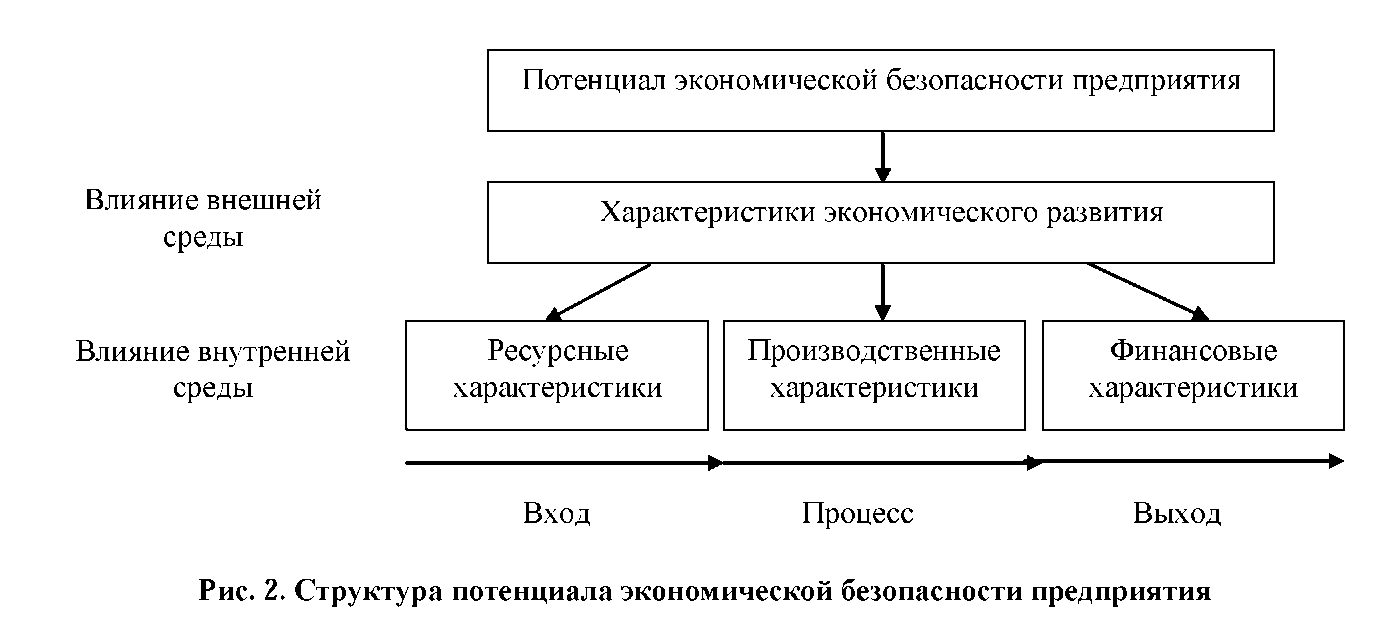 Потенциал экономической безопасности предприятия
Влияние внешней
среды
Характеристики экономического развития
Влияние внутренней
среды
Ресурсные
характеристики
Производственные
характеристики
Финансовые
характеристики
Вход
Процесс
Выход
Рис. 2. Структура потенциала экономической безопасности предприятия